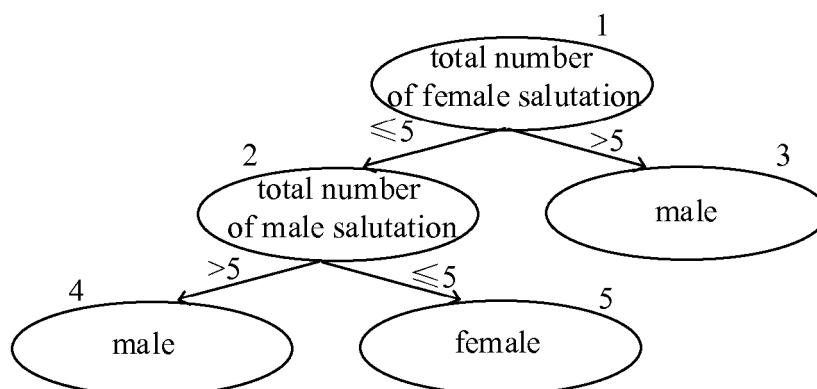 1
total number
of female salutation
≤5
>5
2
total number
of male salutation
3
male
>5
≤5
4
male
5
female